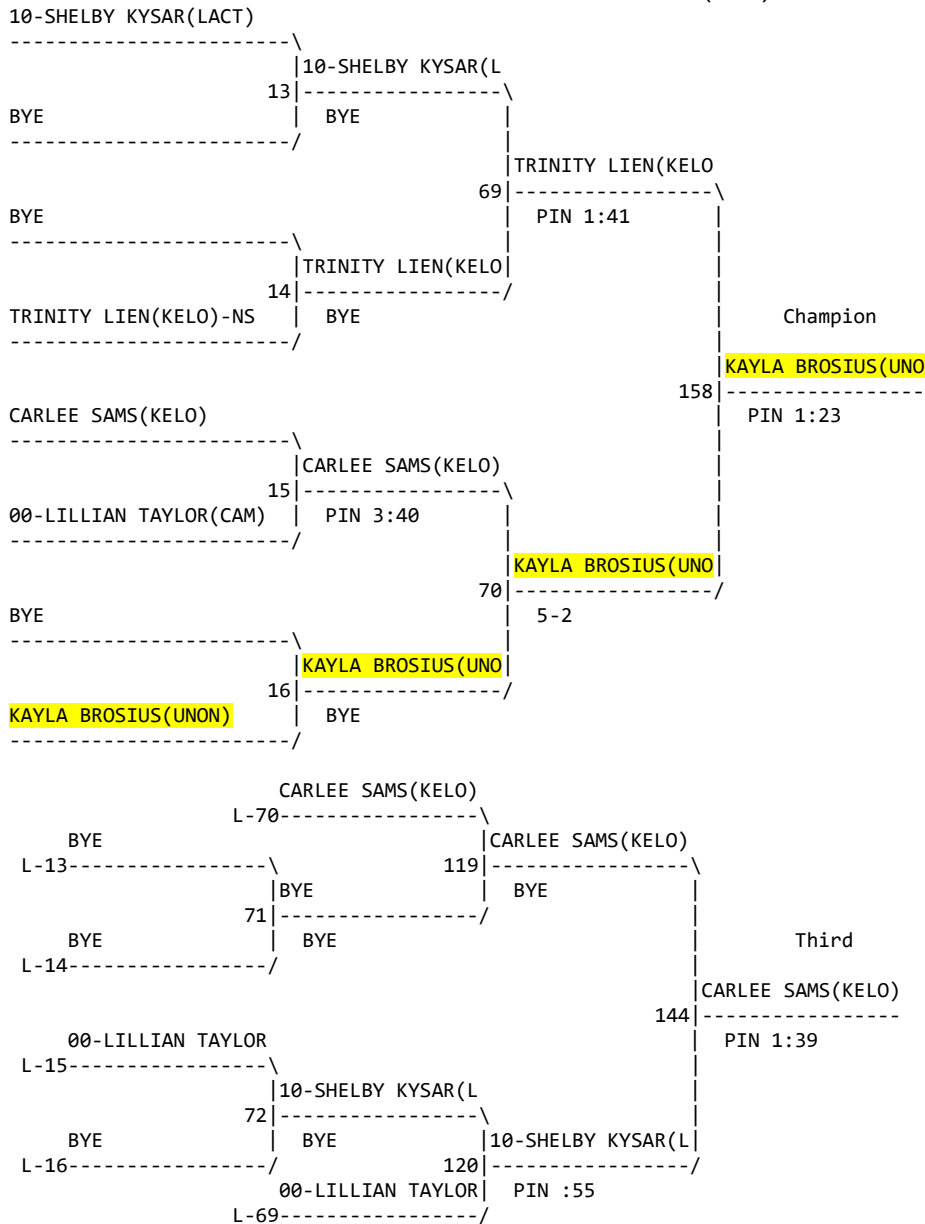 10-SHELBY KYSAR(LACT)
|10-SHELBY KYSAR(L
13
BYE | BYE
|TRINITY LIEN(KELO
69
BYE | PIN 1:41
|TRINITY LIEN(KELO|
14
TRINITY LIEN(KELO)-NS | BYE | Champion
|KAYLA BROSIUS(UNO
158
CARLEE SAMS(KELO) | PIN 1:23
|CARLEE SAMS(KELO)
15
00-LILLIAN TAYLOR(CAM) | PIN 3:40
|KAYLA BROSIUS(UNO|
70
BYE | 5-2
|KAYLA BROSIUS(UNO|
16
KAYLA BROSIUS(UNON) | BYE
CARLEE SAMS(KELO)
L-70
BYE |CARLEE SAMS(KELO)
L-13 119
|BYE | BYE
71
BYE | BYE Third
L-14
|CARLEE SAMS(KELO)
144
00-LILLIAN TAYLOR | PIN 1:39
L-15
|10-SHELBY KYSAR(L
72
BYE | BYE |10-SHELBY KYSAR(L|
L-16 120
00-LILLIAN TAYLOR| PIN :55
L-69